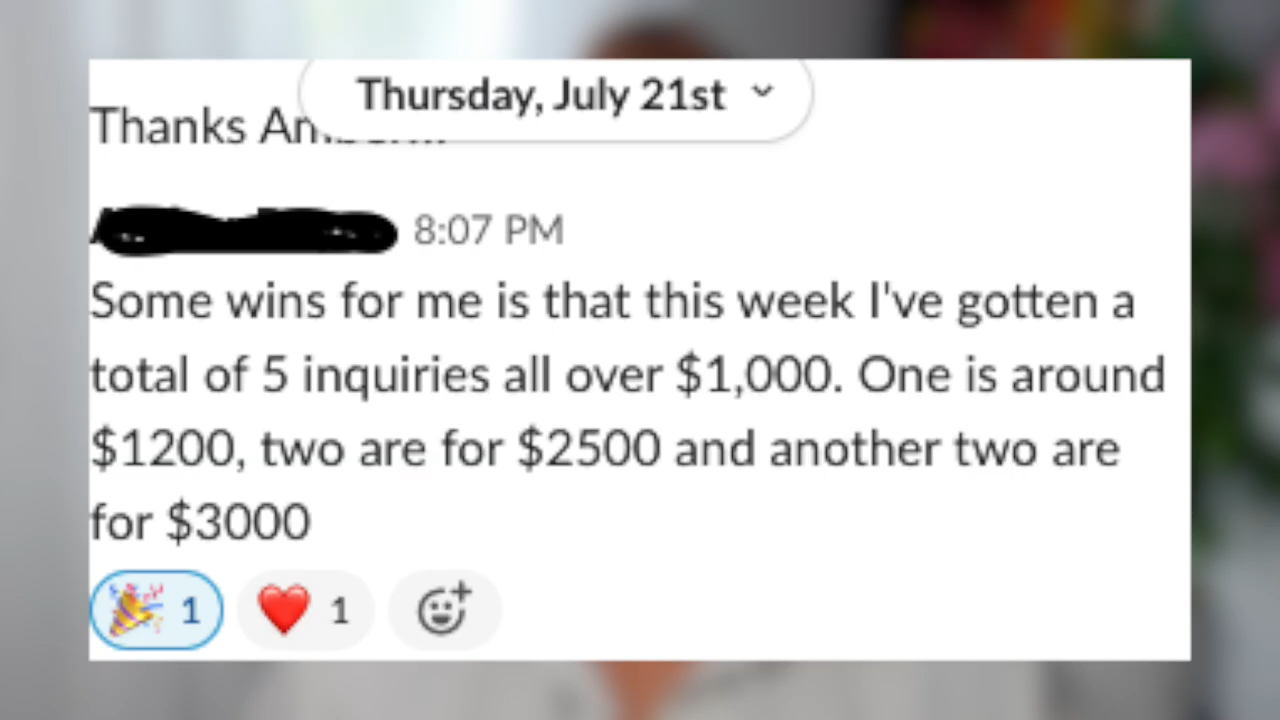 Thursday, July 21st
Thanks
8:07 PM
Some wins for me is that this week I've gotten a
total of 5 inquiries all over $1,000. One is around
$1200, two are for $2500 and another two are
for $3000
1 1